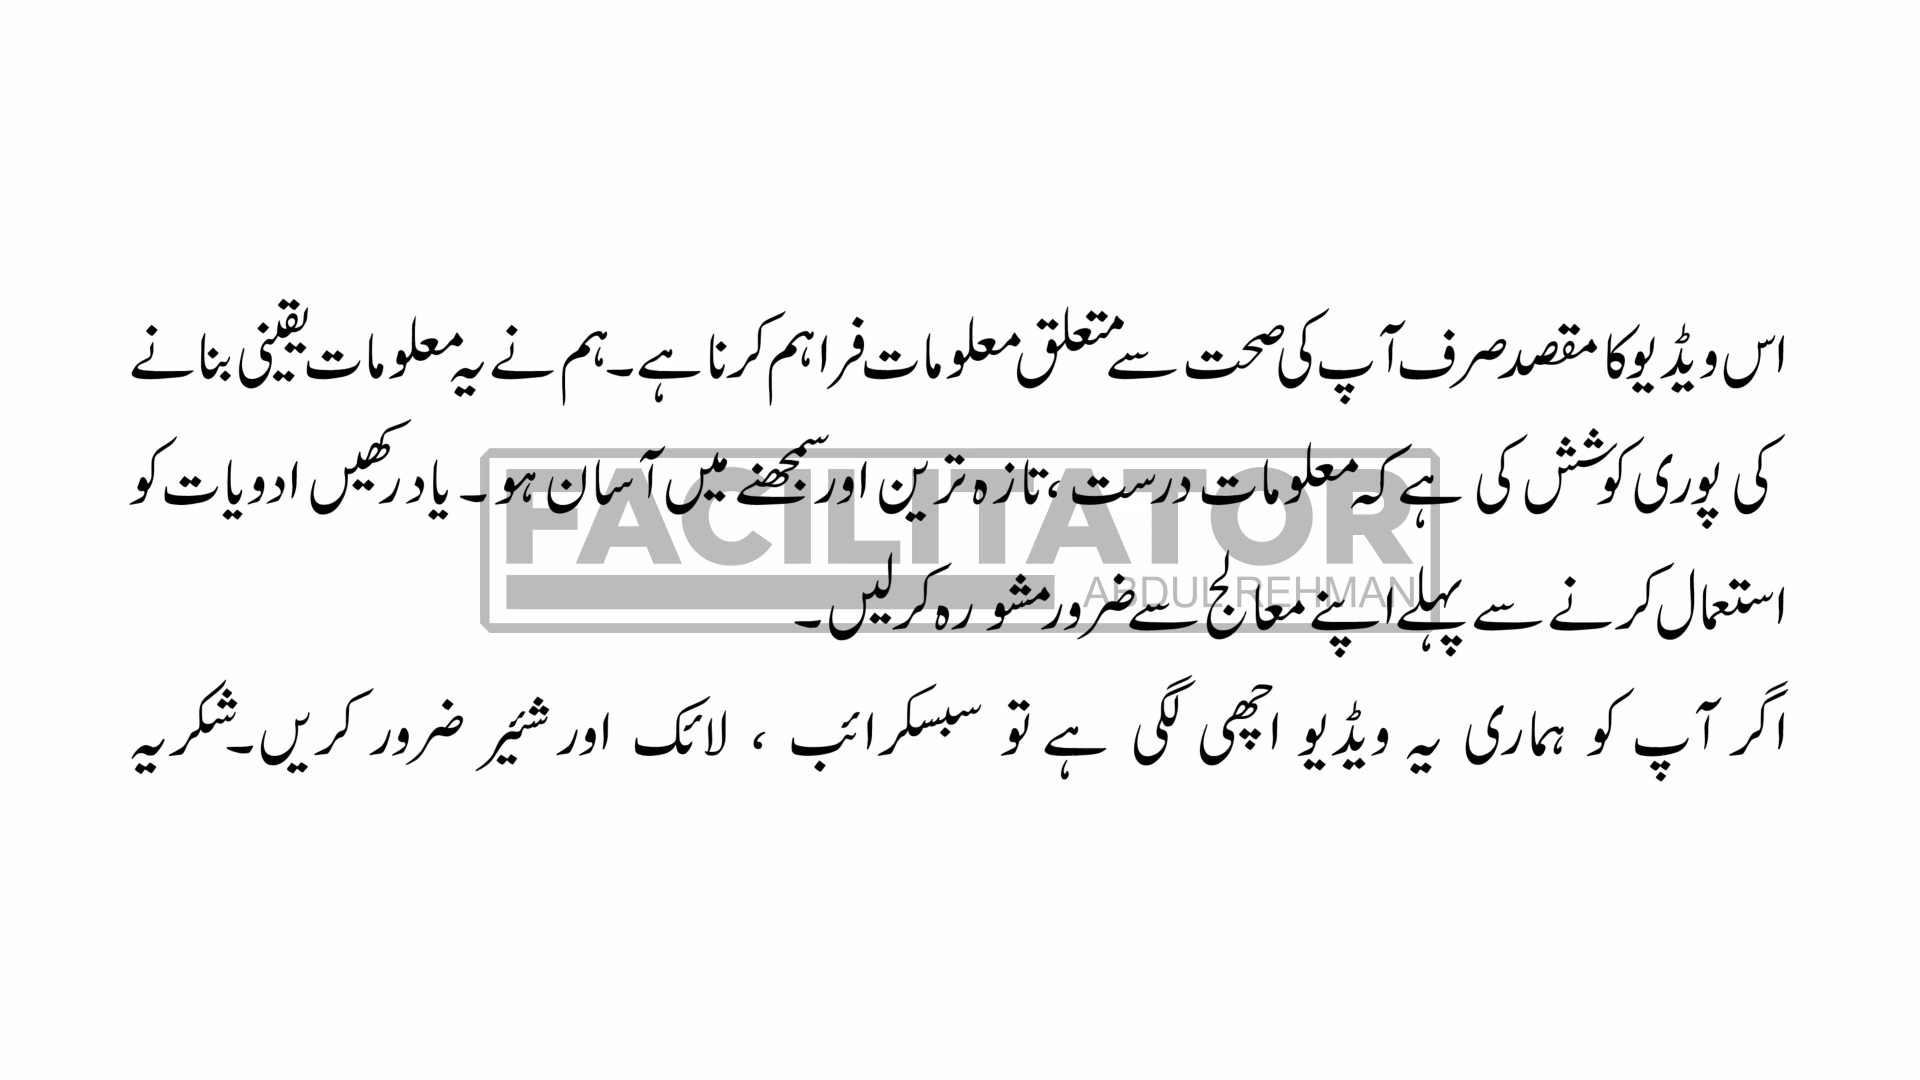 اس ویڈیو کا مقصد صرف آپ کی صحت سے متعلق معلومات فراہم کرنا ہے۔ ہم نے یہ معلومات یقینی بنانے
کی پوری کوشش کی ہے کہ معلومات درست، تازہ ترین اور سمجھنے میں آسان ہو۔ یاد رکھیں ادویات کو
استعمال کرنے سے پہلے اپنے معالج سے ضرور مشورہ کر لیں۔
اگر آپ کو ہماری یہ ویڈیو اچھی لگی ہے تو سبسکرائب ، لائک اور شئیر ضرور کریں۔ شکریہ
FACILITATOR
ABDUL REHMAN